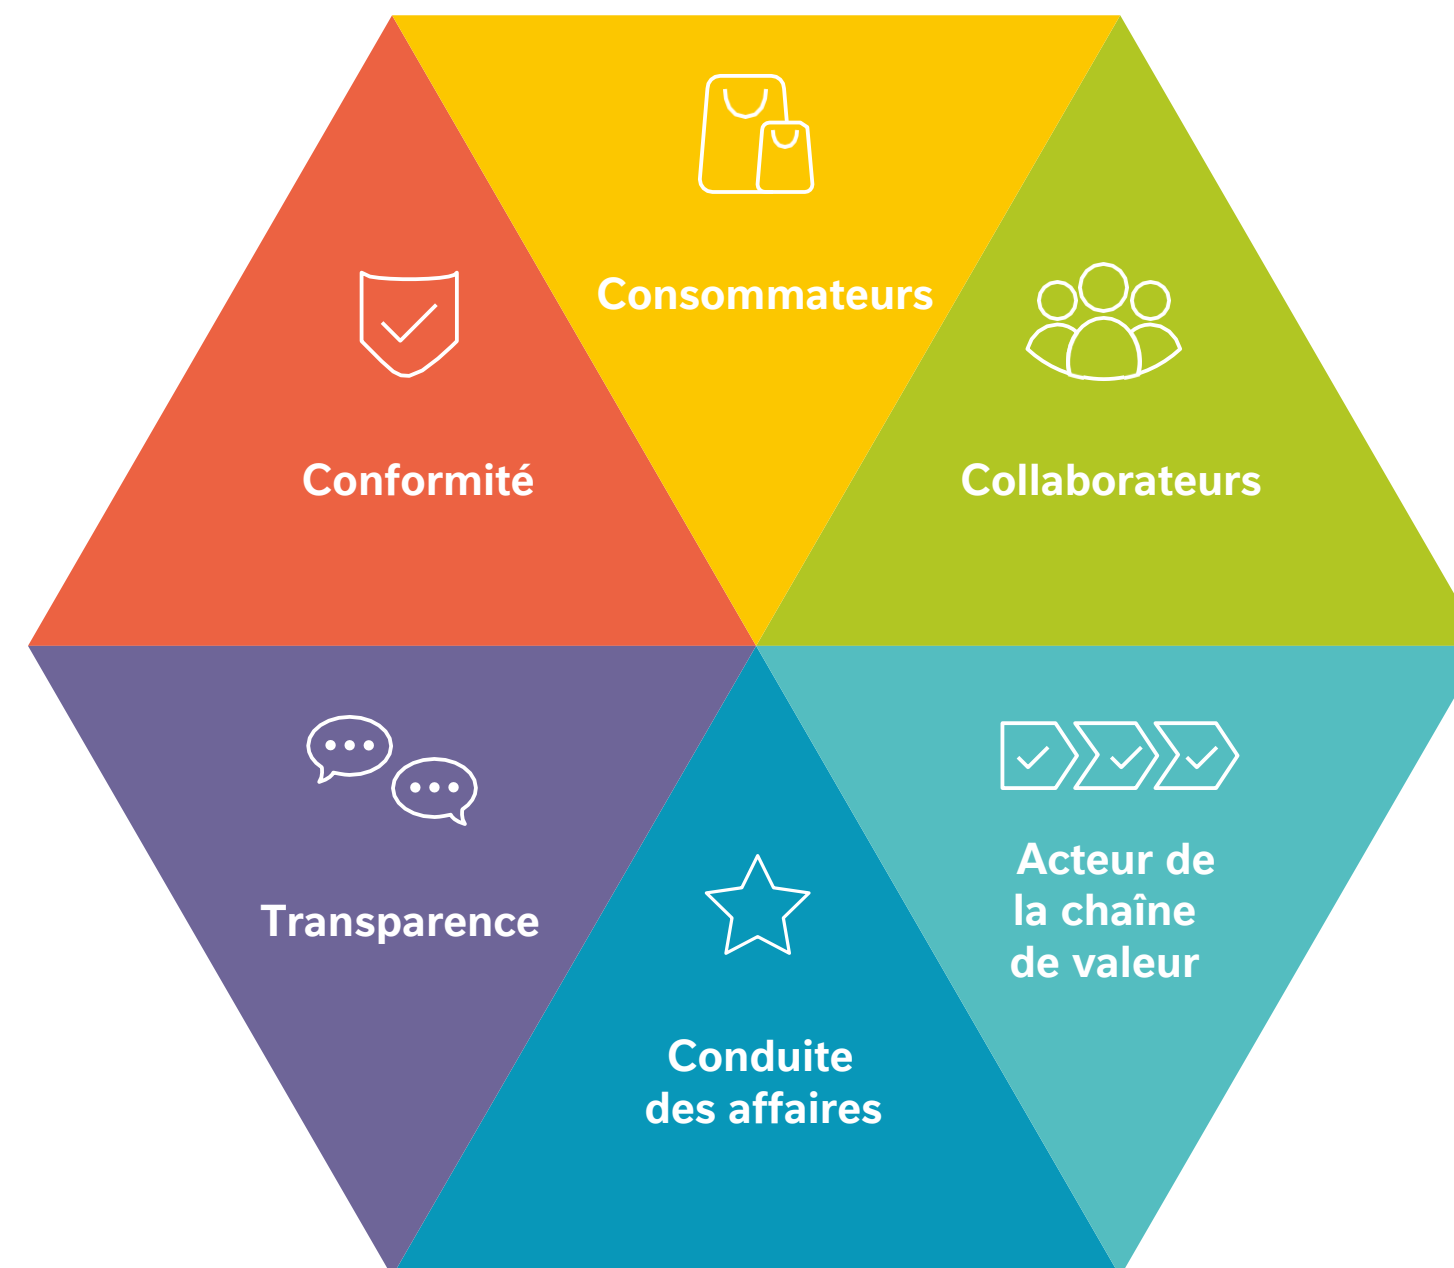 Consommateurs
Conformité
Collaborateurs
Acteur de
la chaîne
de valeur
Transparence
Conduite
des affaires